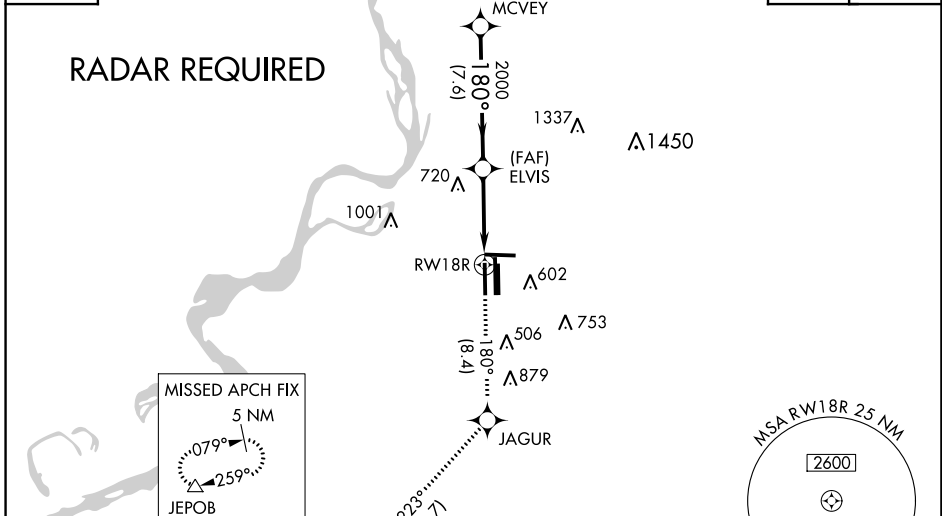 MCVEY
RADAR REQUIRED
2000
180°
(7.6)
1337
1450
(FAF)
ELVIS
720
1001
RW18R
602
753
506
180°
(8.4)
879
MISSED APCH FIX
5 NM
079°
259°
JEPOB
JAGUR
MSA RW18R 25 NM
2600